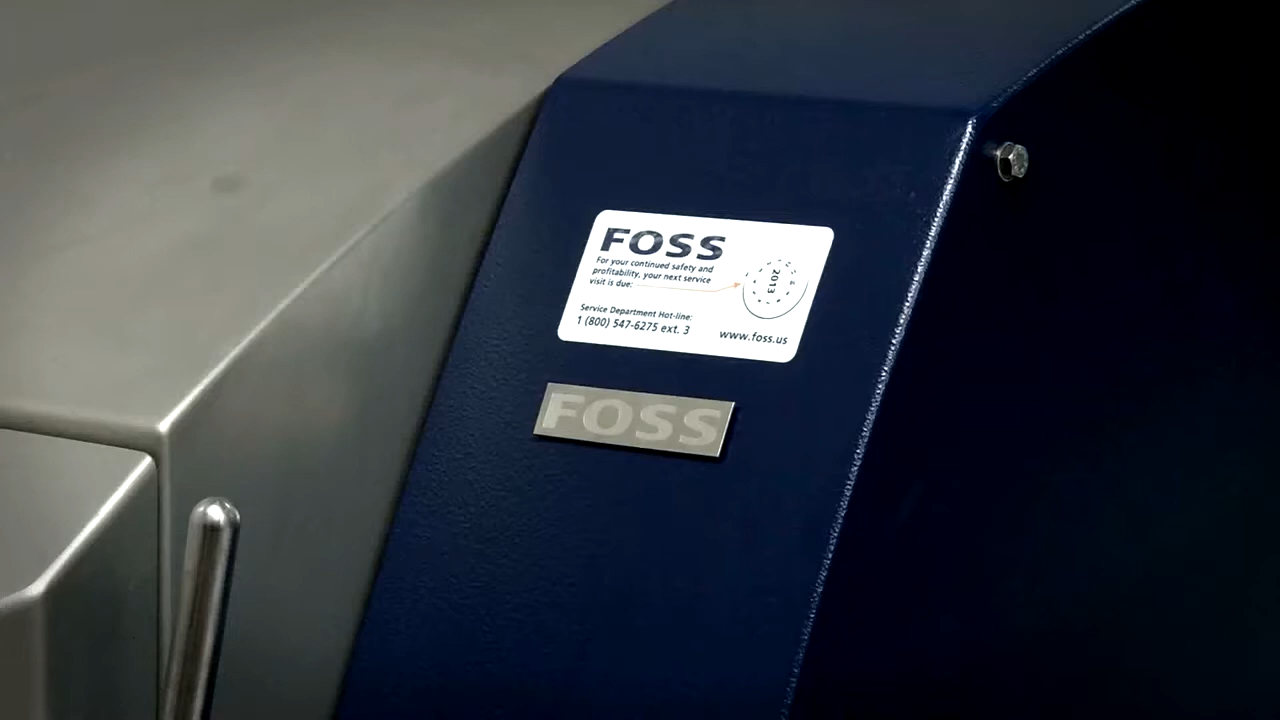 FOSS
For your continued safety and
profitability, your next service
visit is due:
2013
Service Department Hot-line:
1 (800) 547-6275 ext. 3
www.foss.us
FOSS